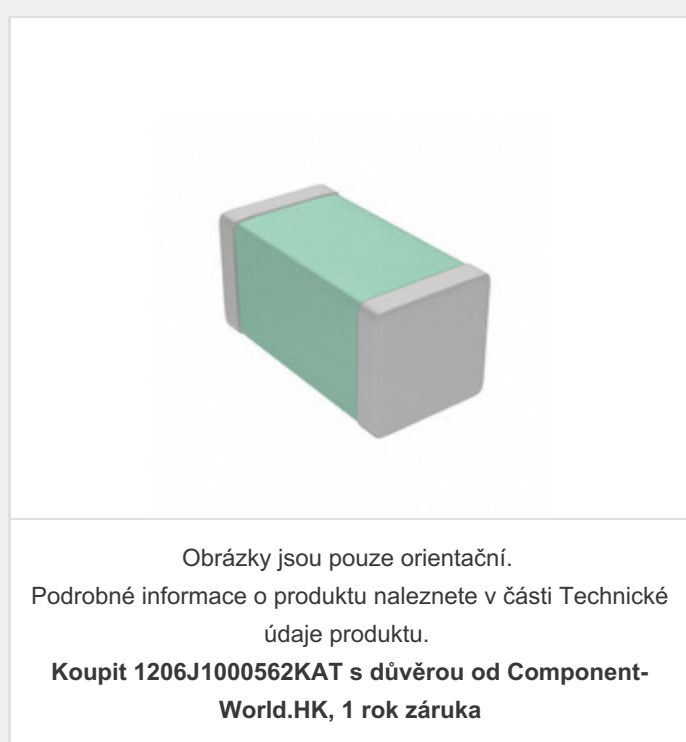 Obrázky jsou pouze orientační.
Podrobné informace o produktu naleznete v části Technické
údaje produktu.
Koupit 1206J1000562KAT s důvěrou od Component-
World.HK, 1 rok záruka